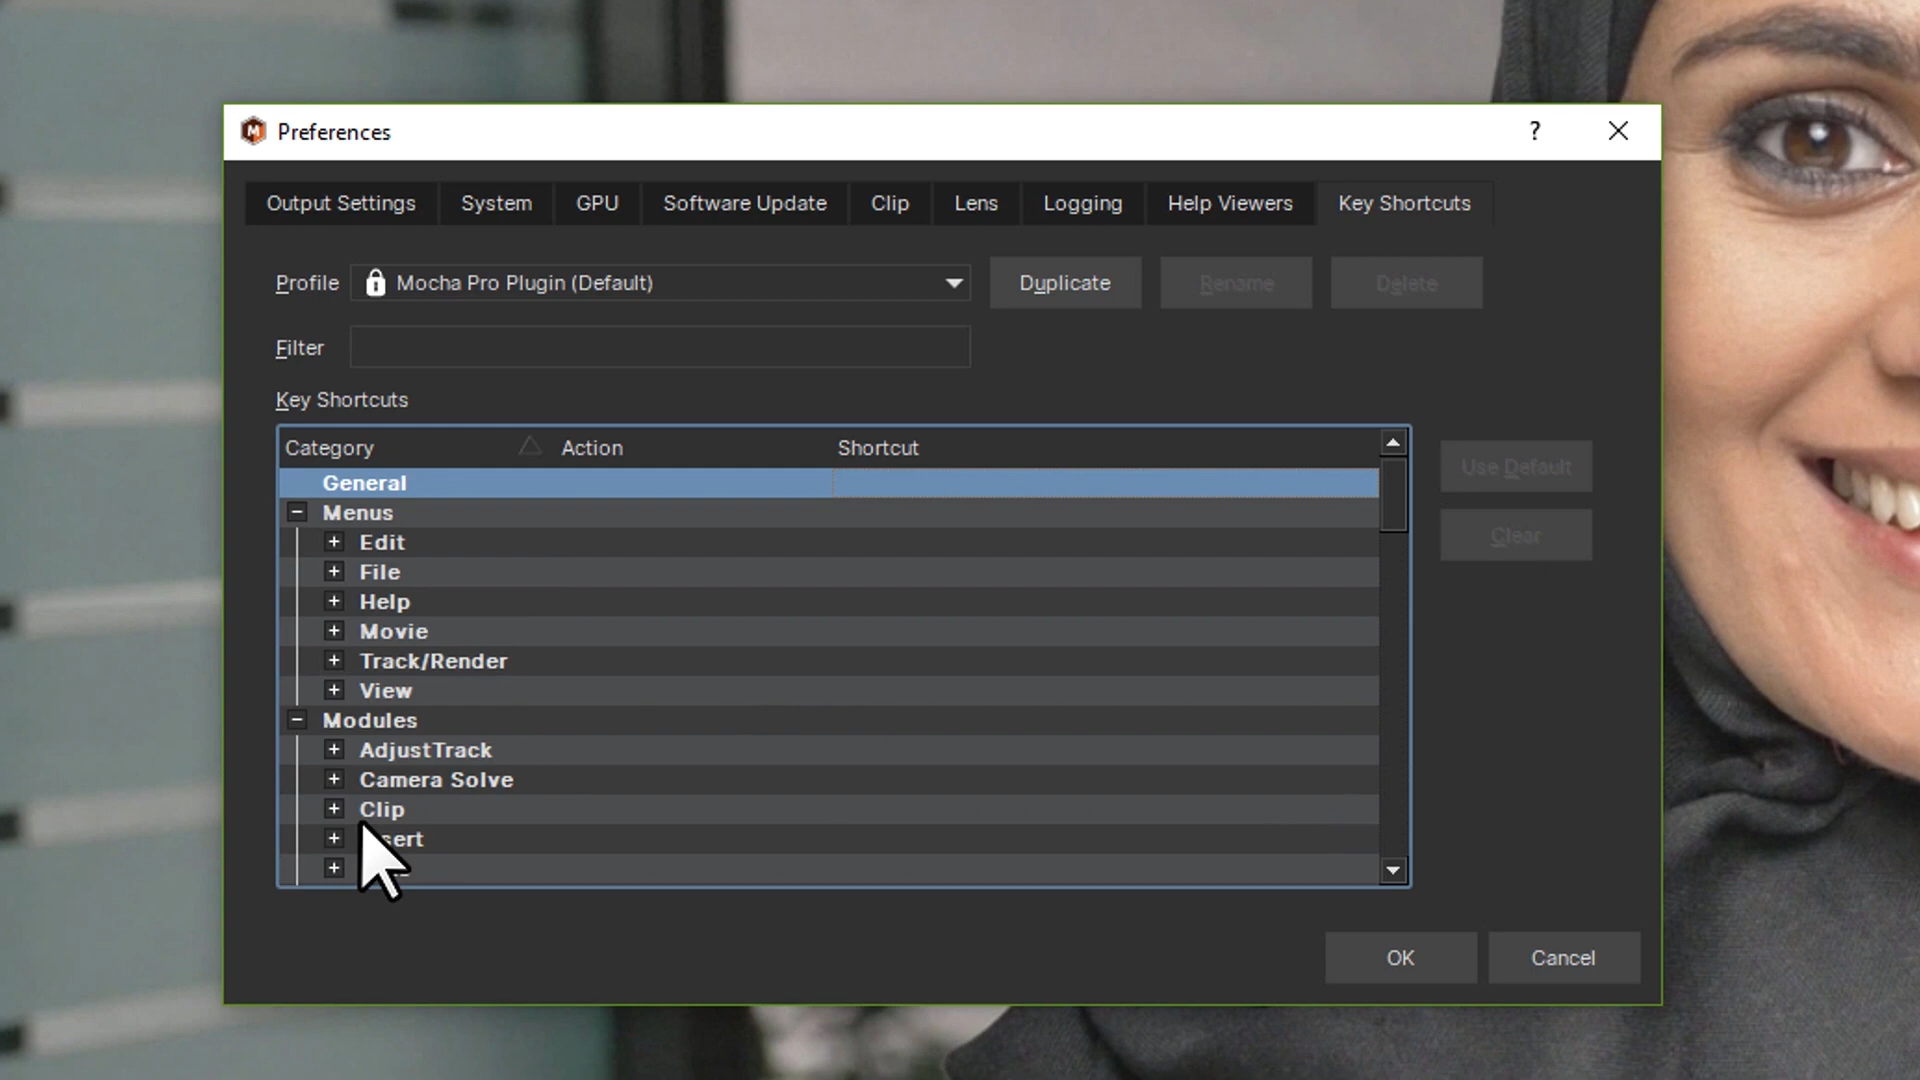 Preferences
?
Output Settings System GPU Software Update Clip Lens Logging Help Viewers Key Shortcuts
Profile Mocha Pro Plugin (Default) Duplicate Rename Delete
Filter
Key Shortcuts
Category Action Shortcut
General
Menus
Edit
File
Help
Movie
Track/Render
View
Modules
AdjustTrack
Camera Solve
Clip
Use Default
Clear
OK Cancel